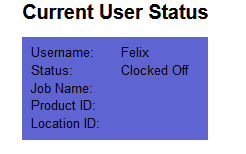 Current User Status
Username: Felix
Status: Clocked Off
Job Name:
Product ID:
Location ID: